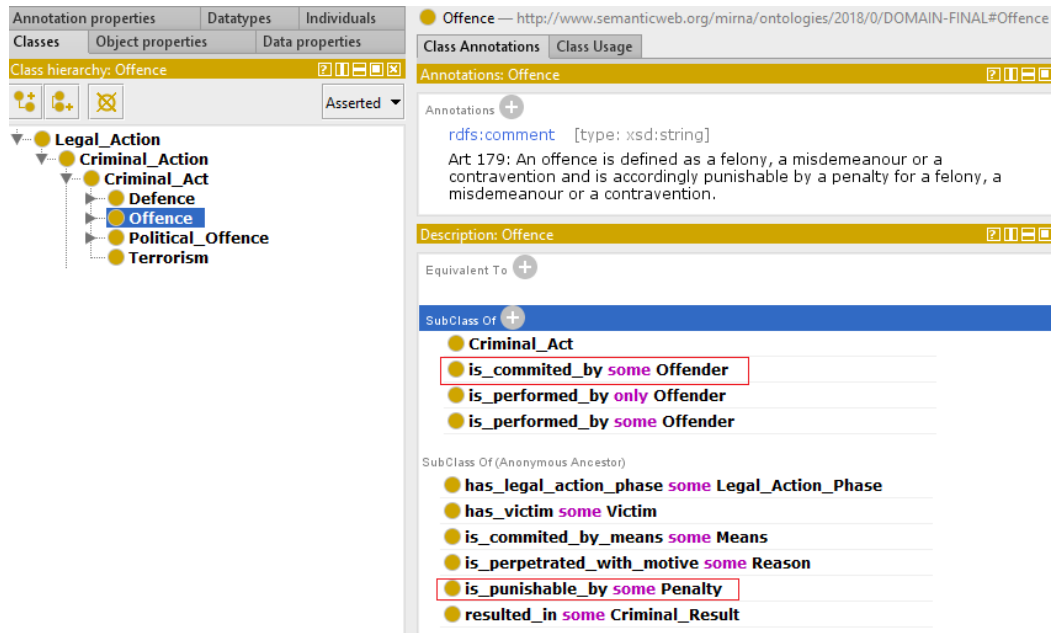 Annotation properties Datatypes Individuals
Classes Object properties Data properties
Class hierarchy: Offence
Asserted
Legal_Action
Criminal_Action
Criminal_Act
Defence
Offence
Political_Offence
Terrorism
Offence — http://www.semanticweb.org/mirna/ontologies/2018/0/DOMAIN-FINAL#Offence
Class Annotations Class Usage
Annotations: Offence
Annotations
rdfs:comment [type: xsd:string]
Art 179: An offence is defined as a felony, a misdemeanour or a
contravention and is accordingly punishable by a penalty for a felony, a
misdemeanour or a contravention.
Description: Offence
Equivalent To
SubClass Of
Criminal_Act
is_commited_by some Offender
is_performed_by only Offender
is_performed_by some Offender
SubClass Of (Anonymous Ancestor)
has_legal_action_phase some Legal_Action_Phase
has_victim some Victim
is_commited_by_means some Means
is_perpetrated_with_motive some Reason
is_punishable_by some Penalty
resulted_in some Criminal_Result